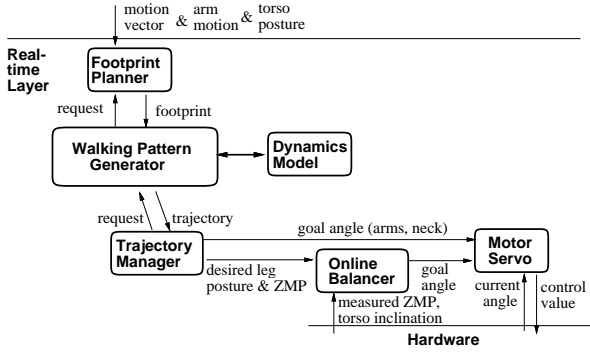 motion vector & arm motion & torso posture
Real-time Layer
Footprint Planner
request
footprint
Walking Pattern Generator
Dynamics Model
request
trajectory
goal angle (arms, neck)
Trajectory Manager
Motor Servo
desired leg posture & ZMP
Online Balancer
goal angle
measured ZMP, torso inclination
current angle
control value
Hardware